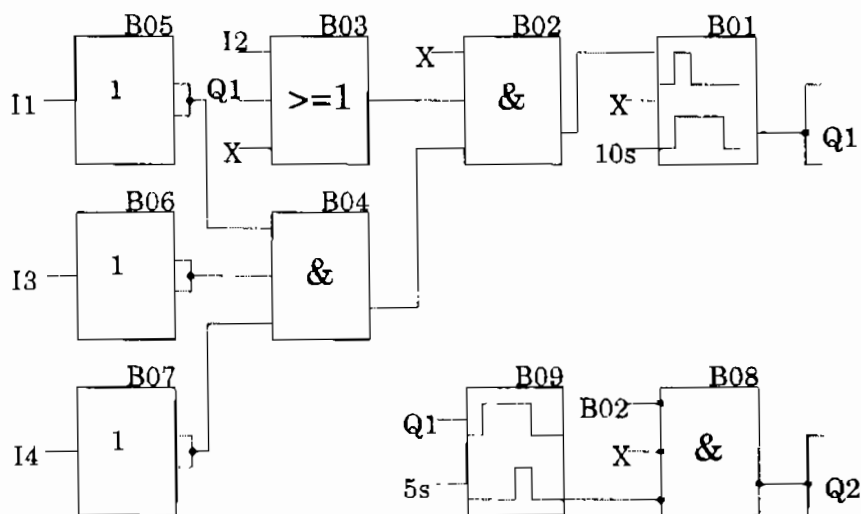 B05 B03 B02 B01
I2
X
I1 1 Q1 >=1 & X
Q1
X 10s
B06 B04
I3 1 &
B07 B09 B08
B02
Q1
I4 1 X &
5s Q2